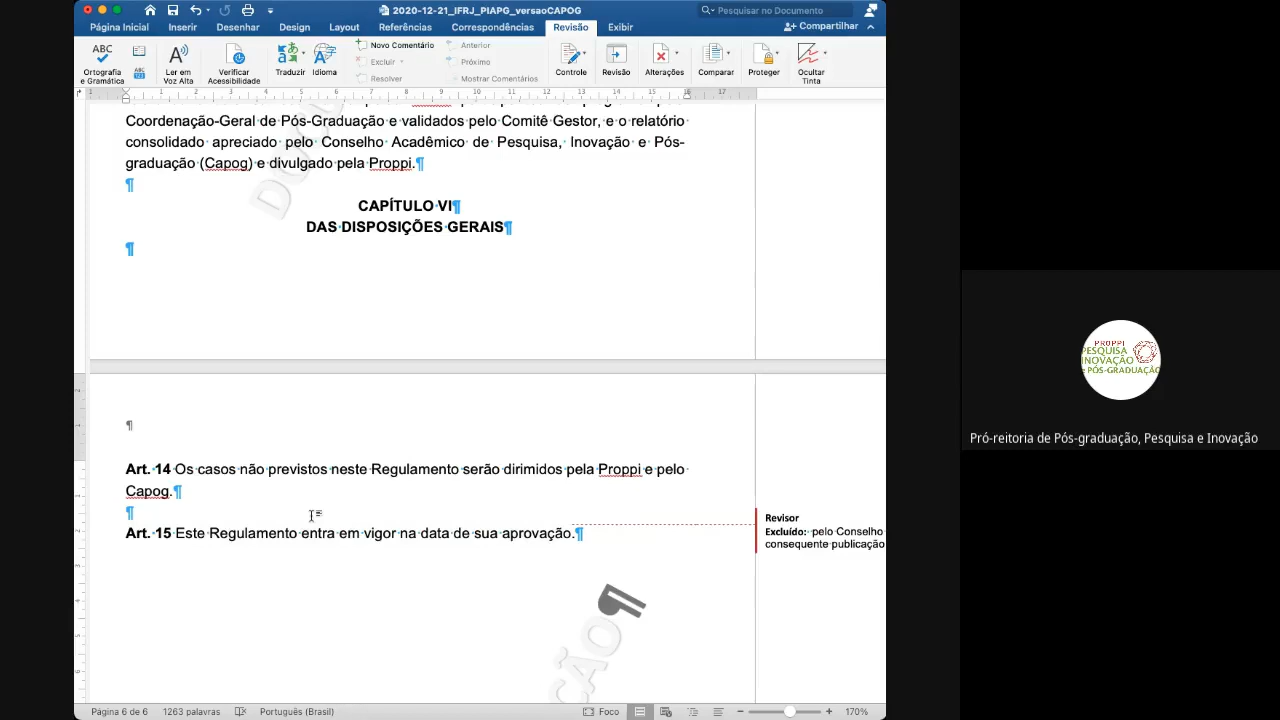 2020-12-21_IFRJ_PIAPG_versaoCAPOG
Pesquisar no Documento
Página Inicial Inserir Desenhar Design Layout Referências Correspondências Revisão Exibir Compartilhar
Ortografia e Gramática
Ler em Voz Alta
Verificar Acessibilidade
Traduzir
Idioma
Novo Comentário
Excluir
Resolver
Anterior
Próximo
Mostrar Comentários
Controle
Revisão
Alterações
Comparar
Proteger
Ocultar Tinta
Coordenação-Geral de Pós-Graduação e validados pelo Comitê Gestor, e o relatório
consolidado apreciado pelo Conselho Acadêmico de Pesquisa, Inovação e Pós-
graduação (Capog) e divulgado pela Proppi.¶
¶
CAPÍTULO VI¶
DAS DISPOSIÇÕES GERAIS¶
¶
¶
Art. 14 Os casos não previstos neste Regulamento serão dirimidos pela Proppi e pelo
Capog.¶
¶
Art. 15 Este Regulamento entra em vigor na data de sua aprovação.¶
Revisor
Excluído: pelo Conselho
consequente publicação
Página 6 de 6 1263 palavras Português (Brasil) Foco 170%
PROPPI
PESQUISA
INOVAÇÃO
e PÓS-GRADUAÇÃO
Pró-reitoria de Pós-graduação, Pesquisa e Inovação